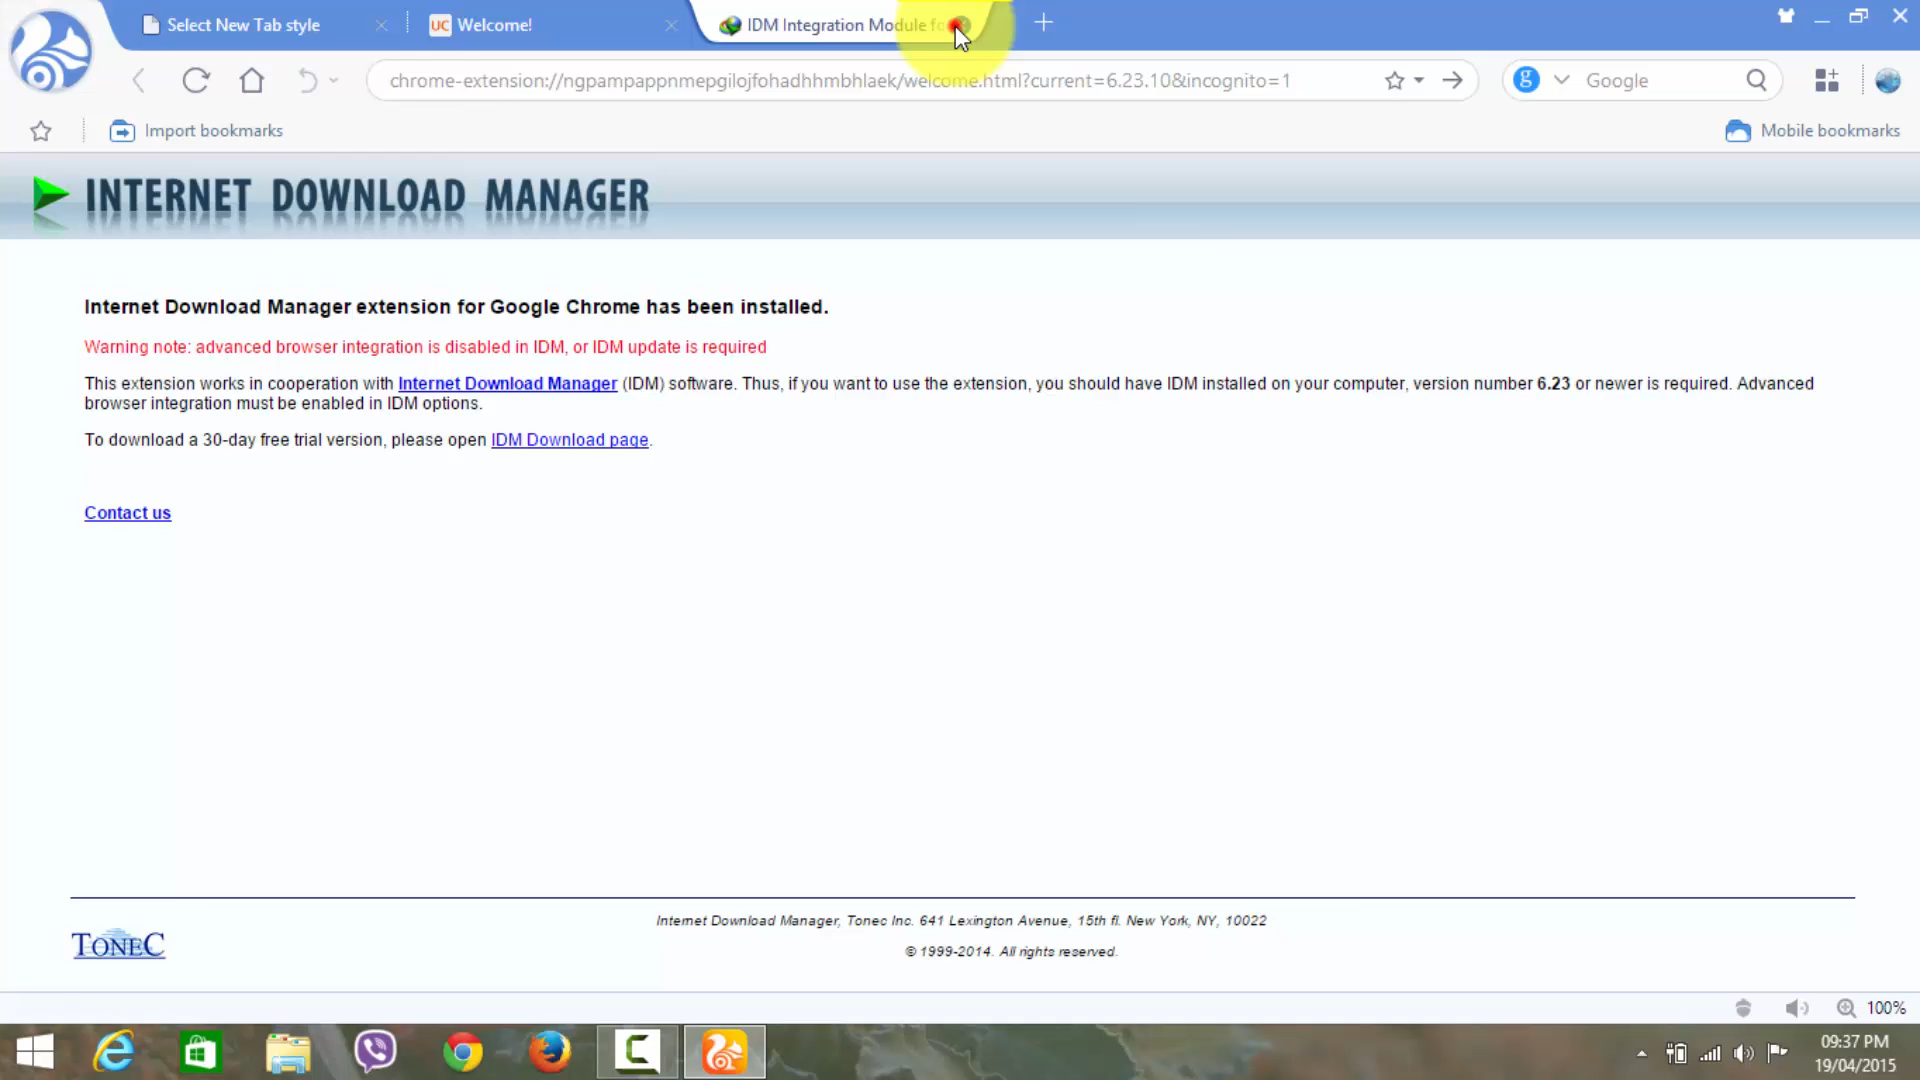 Select New Tab style
UC Welcome!
IDM Integration Module
chrome-extension://ngpampappnmepgilojfohadhhmbhlaek/welcome.html?current=6.23.10&incognito=1
g Google
Import bookmarks
Mobile bookmarks
INTERNET DOWNLOAD MANAGER
Internet Download Manager extension for Google Chrome has been installed.
Warning note: advanced browser integration is disabled in IDM, or IDM update is required
This extension works in cooperation with Internet Download Manager (IDM) software. Thus, if you want to use the extension, you should have IDM installed on your computer, version number 6.23 or newer is required. Advanced
browser integration must be enabled in IDM options.
To download a 30-day free trial version, please open IDM Download page.
Contact us
Internet Download Manager, Tonec Inc. 641 Lexington Avenue, 15th fl. New York, NY, 10022
TONEC
© 1999-2014. All rights reserved.
100%
09:37 PM
19/04/2015